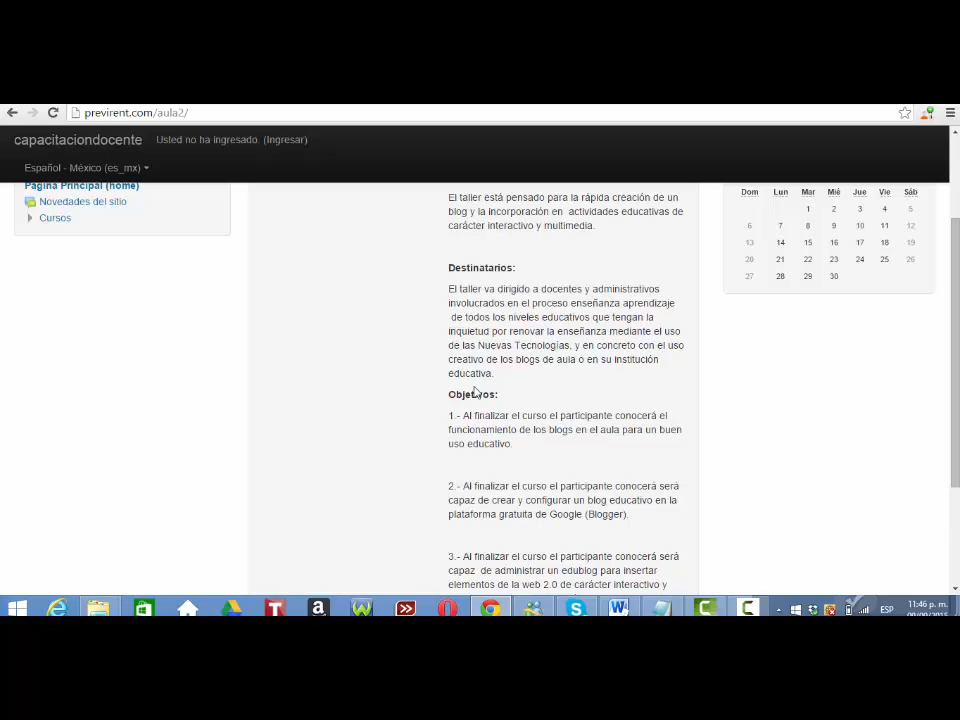 previrent.com/aula2/
capacitaciondocente
Usted no ha ingresado. (Ingresar)
Español - México (es_mx)
Página Principal (home)
Novedades del sitio
Cursos
El taller está pensado para la rápida creación de un
blog y la incorporación en actividades educativas de
carácter interactivo y multimedia.
Destinatarios:
El taller va dirigido a docentes y administrativos
involucrados en el proceso enseñanza aprendizaje
de todos los niveles educativos que tengan la
inquietud por renovar la enseñanza mediante el uso
de las Nuevas Tecnologías, y en concreto con el uso
creativo de los blogs de aula o en su institución
educativa.
Objetivos:
1.- Al finalizar el curso el participante conocerá el
funcionamiento de los blogs en el aula para un buen
uso educativo.
2.- Al finalizar el curso el participante conocerá será
capaz de crear y configurar un blog educativo en la
plataforma gratuita de Google (Blogger).
3.- Al finalizar el curso el participante conocerá será
capaz de administrar un edublog para insertar
elementos de la web 2.0 de carácter interactivo y
Dom Lun Mar Mié Jue Vie Sáb
1 2 3 4 5
6 7 8 9 10 11 12
13 14 15 16 17 18 19
20 21 22 23 24 25 26
27 28 29 30
ESP
11:46 p. m.